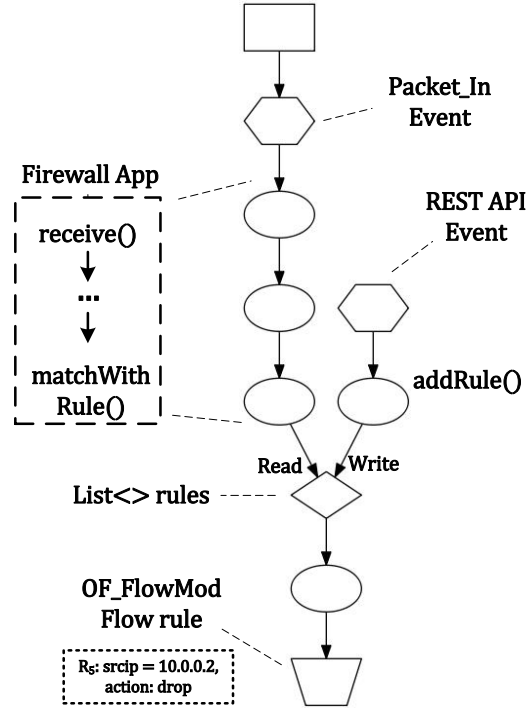 Packet_In
Event
Firewall App
REST API
Event
receive()
...
matchWith
Rule()
addRule()
Read
Write
List<> rules
OF_FlowMod
Flow rule
R₅: srcip = 10.0.0.2,
action: drop